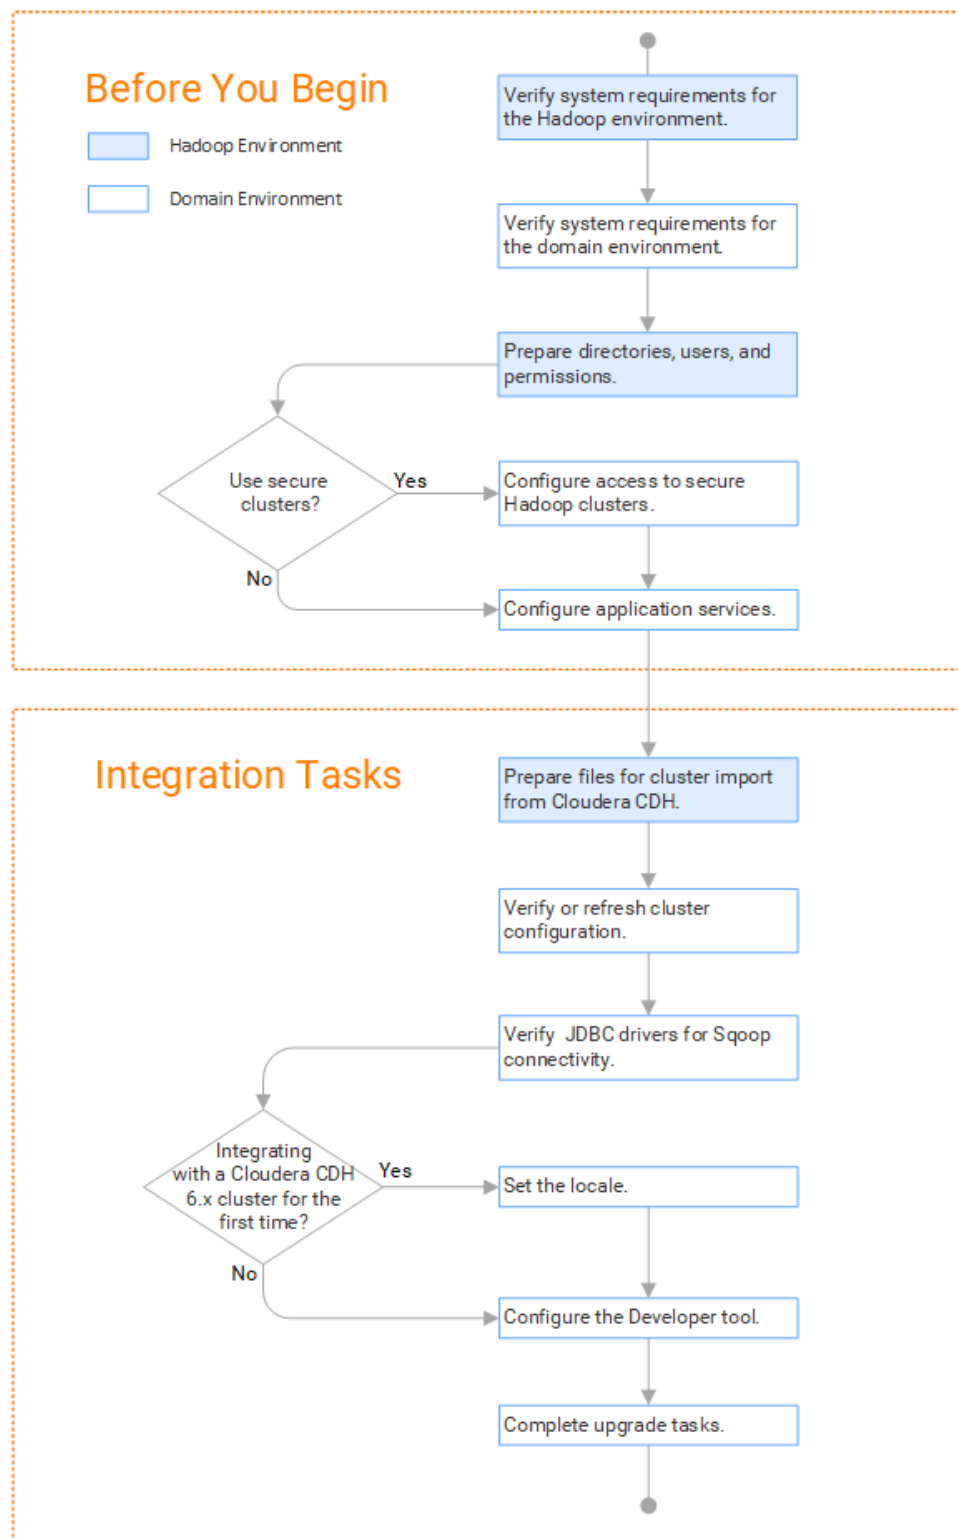 Before You Begin
Hadoop Environment
Domain Environment
Verify system requirements for
the Hadoop environment.
Verify system requirements for
the domain environment.
Prepare directories, users, and
permissions.
Use secure
clusters?
Yes
No
Configure access to secure
Hadoop clusters.
Configure application services.
Integration Tasks
Prepare files for cluster import
from Cloudera CDH.
Verify or refresh cluster
configuration.
Verify JDBC drivers for Sqoop
connectivity.
Integrating
with a Cloudera CDH
6.x cluster for the
first time?
Yes
No
Set the locale.
Configure the Developer tool.
Complete upgrade tasks.